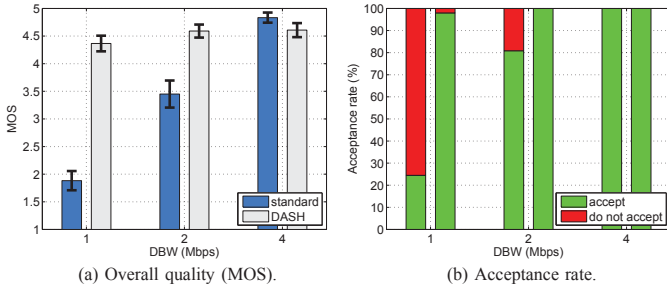 5
4.5
4
3.5
3
2.5
2
1.5
1
MOS
1
2
4
DBW (Mbps)
standard
DASH
(a) Overall quality (MOS).
100
90
80
70
60
50
40
30
20
10
0
Acceptance rate (%)
1
2
4
DBW (Mbps)
accept
do not accept
(b) Acceptance rate.